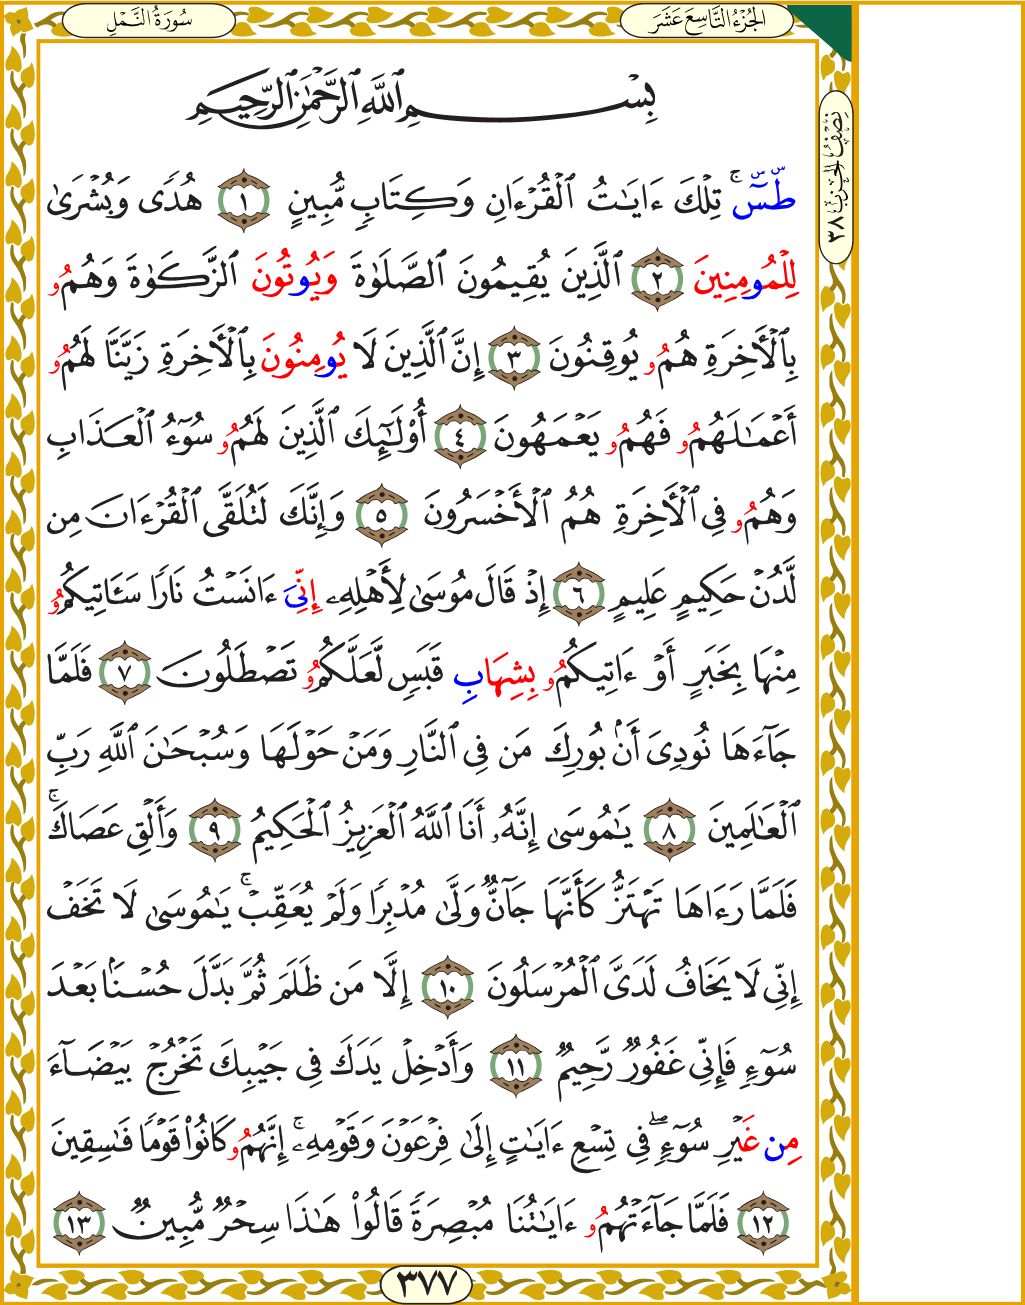 سُورَةُ النَّمْلِ
الجُزْءُ التَّاسِعَ عَشَرَ
نِصْفُ الحِزْبِ ٣٨
بِسْمِ ٱللَّهِ ٱلرَّحْمَٰنِ ٱلرَّحِيمِ
طسٓۚ تِلْكَ ءَايَٰتُ ٱلْقُرْءَانِ وَكِتَابٍ مُّبِينٍ ١ هُدًى وَبُشْرَىٰ
لِلْمُومِنِينَ ٢ ٱلَّذِينَ يُقِيمُونَ ٱلصَّلَوٰةَ وَيُوتُونَ ٱلزَّكَوٰةَ وَهُمُو
بِٱلْأَخِرَةِ هُمُو يُوقِنُونَ ٣ إِنَّ ٱلَّذِينَ لَا يُومِنُونَ بِٱلْأَخِرَةِ زَيَّنَّا لَهُمُو
أَعْمَٰلَهُمُو فَهُمُو يَعْمَهُونَ ٤ أُوْلَٰٓئِكَ ٱلَّذِينَ لَهُمُو سُوٓءُ ٱلْعَذَابِ
وَهُمُو فِي ٱلْأَخِرَةِ هُمُ ٱلْأَخْسَرُونَ ٥ وَإِنَّكَ لَتُلَقَّى ٱلْقُرْءَانَ مِن
لَّدُنْ حَكِيمٍ عَلِيمٍ ٦ إِذْ قَالَ مُوسَىٰ لِأَهْلِهِۦ إِنِّيَ ءَانَسْتُ نَارًا سَـَٔاتِيكُمُو
مِنْهَا بِخَبَرٍ أَوْ ءَاتِيكُمُو بِشِهَابِ قَبَسٍ لَّعَلَّكُمُو تَصْطَلُونَ ٧ فَلَمَّا
جَآءَهَا نُودِيَ أَنۢ بُورِكَ مَن فِي ٱلنَّارِ وَمَنْ حَوْلَهَا وَسُبْحَٰنَ ٱللَّهِ رَبِّ
ٱلْعَٰلَمِينَ ٨ يَٰمُوسَىٰ إِنَّهُۥ أَنَا ٱللَّهُ ٱلْعَزِيزُ ٱلْحَكِيمُ ٩ وَأَلْقِ عَصَاكَۚ
فَلَمَّا رَءَاهَا تَهْتَزُّ كَأَنَّهَا جَآنٌّ وَلَّىٰ مُدْبِرًا وَلَمْ يُعَقِّبْۚ يَٰمُوسَىٰ لَا تَخَفْ
إِنِّي لَا يَخَافُ لَدَيَّ ٱلْمُرْسَلُونَ ١٠ إِلَّا مَن ظَلَمَ ثُمَّ بَدَّلَ حُسْنًۢا بَعْدَ
سُوٓءٍ فَإِنِّي غَفُورٌ رَّحِيمٌ ١١ وَأَدْخِلْ يَدَكَ فِي جَيْبِكَ تَخْرُجْ بَيْضَآءَ
مِن غَيْرِ سُوٓءٍۖ فِي تِسْعِ ءَايَٰتٍ إِلَىٰ فِرْعَوْنَ وَقَوْمِهِۦٓۚ إِنَّهُمُو كَانُواْ قَوْمًا فَٰسِقِينَ
١٢ فَلَمَّا جَآءَتْهُمُو ءَايَٰتُنَا مُبْصِرَةً قَالُواْ هَٰذَا سِحْرٌ مُّبِينٌ ١٣
٣٧٧